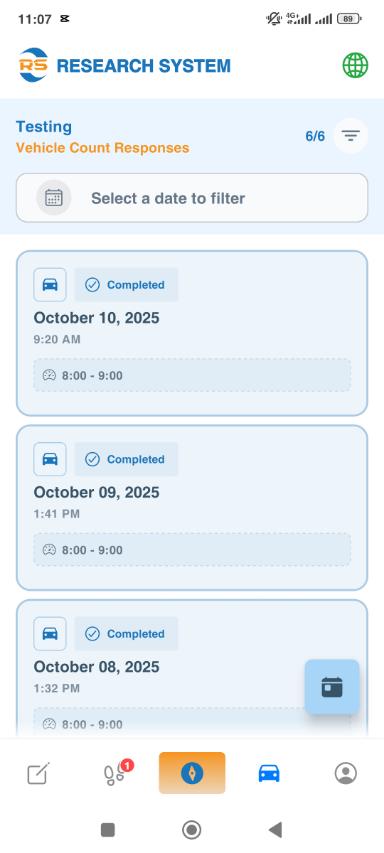 11:07
4G
89
RS RESEARCH SYSTEM
Testing
6/6
Vehicle Count Responses
Select a date to filter
Completed
October 10, 2025
9:20 AM
8:00 - 9:00
Completed
October 09, 2025
1:41 PM
8:00 - 9:00
Completed
October 08, 2025
1:32 PM
8:00 - 9:00
1